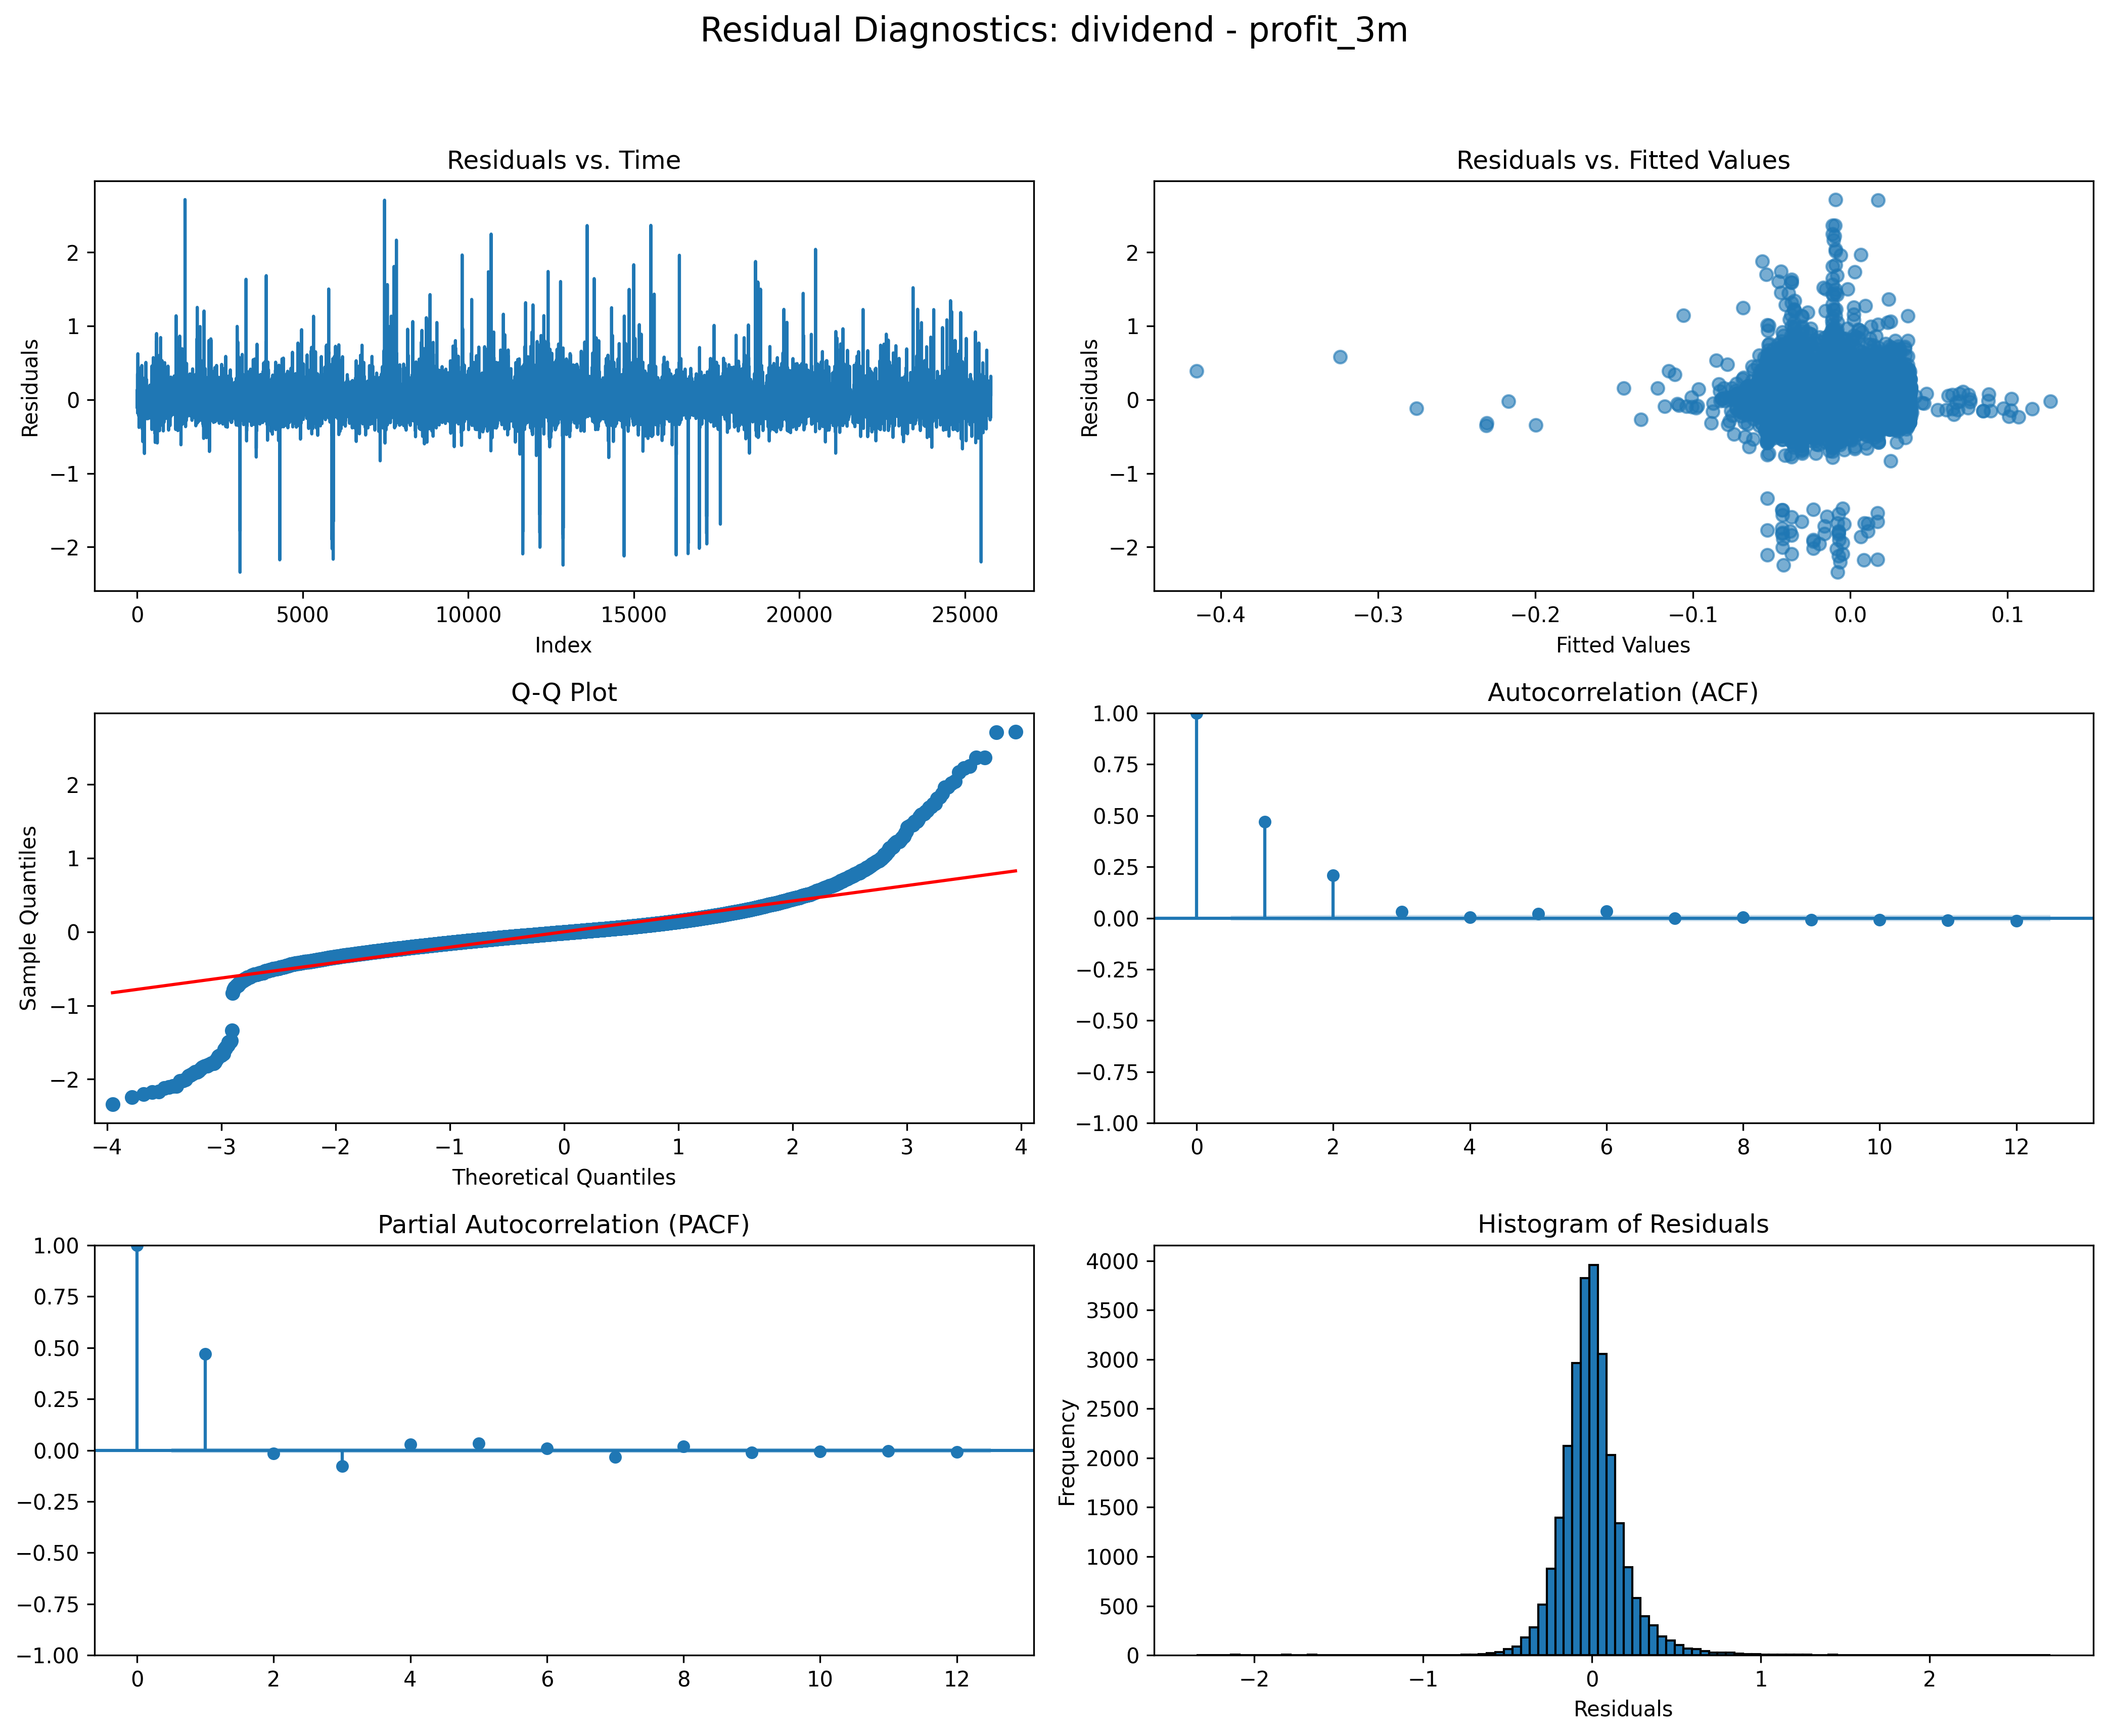 Residual Diagnostics: dividend - profit_3m
Residuals vs. Time
Residuals
2
1
0
−1
−2
0 5000 10000 15000 20000 25000
Index
Residuals vs. Fitted Values
Residuals
2
1
0
−1
−2
−0.4 −0.3 −0.2 −0.1 0.0 0.1
Fitted Values
Q-Q Plot
Sample Quantiles
2
1
0
−1
−2
−4 −3 −2 −1 0 1 2 3 4
Theoretical Quantiles
Autocorrelation (ACF)
1.00
0.75
0.50
0.25
0.00
−0.25
−0.50
−0.75
−1.00
0 2 4 6 8 10 12
Partial Autocorrelation (PACF)
1.00
0.75
0.50
0.25
0.00
−0.25
−0.50
−0.75
−1.00
0 2 4 6 8 10 12
Histogram of Residuals
Frequency
4000
3500
3000
2500
2000
1500
1000
500
0
−2 −1 0 1 2
Residuals